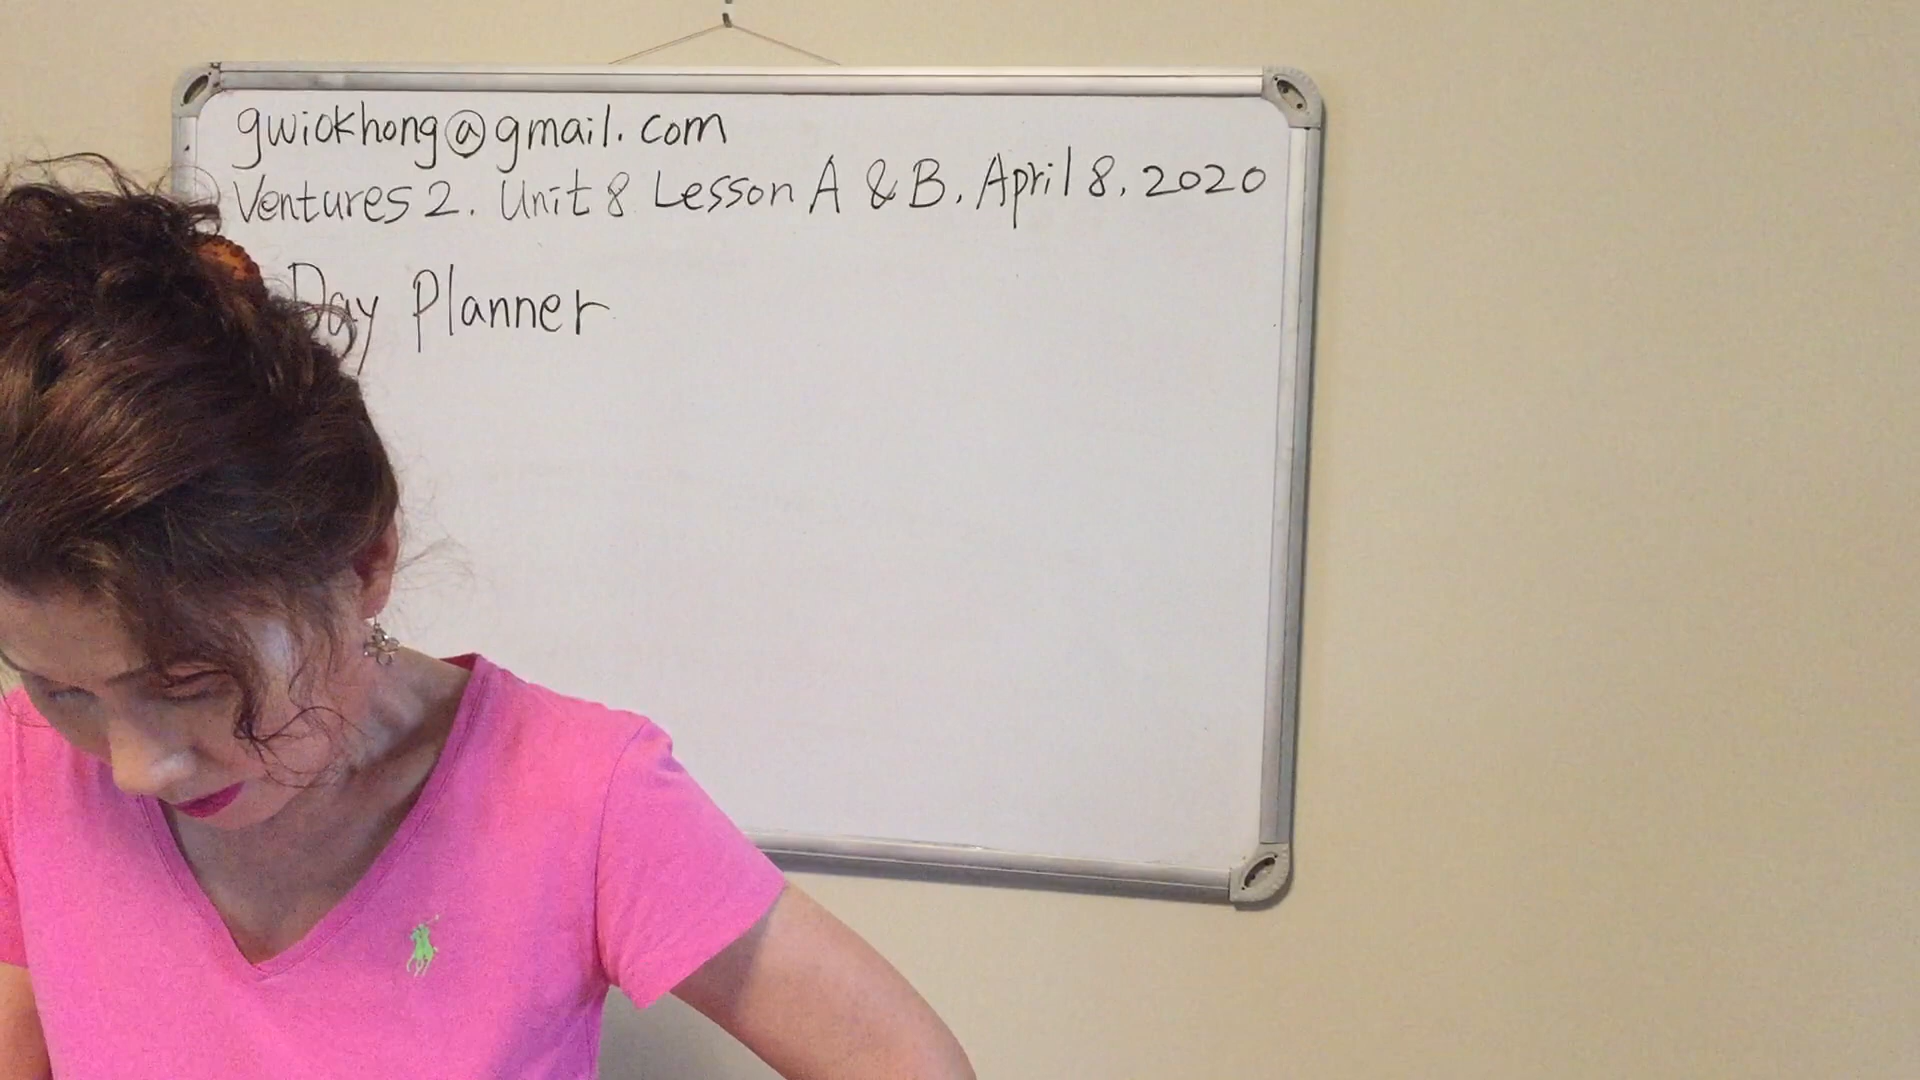 gwiokhong@gmail.com
Ventures 2. Unit 8 Lesson A & B. April 8. 2020
Day Planner